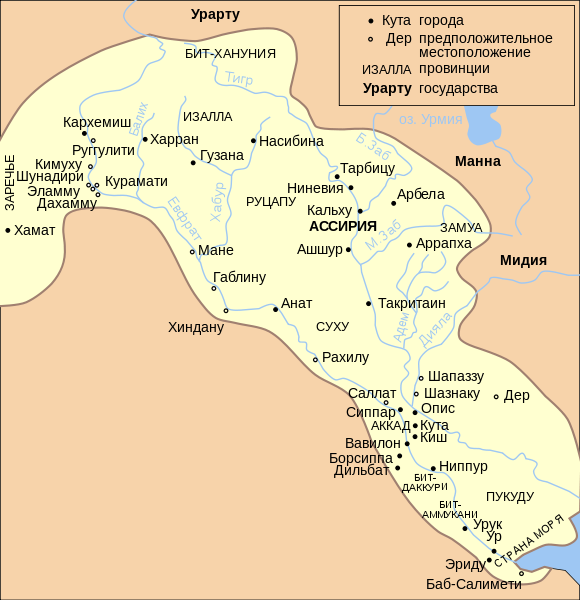 Урарту
Кута города
Дер предположительное
местоположение
ИЗАЛЛА провинции
Урарту государства
БИТ-ХАНУНИЯ
Тигр
Балих
ИЗАЛЛА
Кархемиш
Харран
Насибина
оз. Урмия
Руггулити
Гузана
Б.Заб
Манна
ЗАРЕЧЬЕ
Кимуху
Шунадири
Курамати
Эламму
Дахамму
Тарбицу
Ниневия
Арбела
Хабур
РУЦАПУ
Кальху
Евфрат
АССИРИЯ
Хамат
М.Заб
ЗАМУА
Мане
Ашшур
Аррапха
Мидия
Габлину
Анат
Такритаин
Хиндану
СУХУ
Адем
Дияла
Рахилу
Шапаззу
Саллат
Шазнаку
Дер
Сиппар
Опис
АККАД
Кута
Киш
Вавилон
Борсиппа
Дильбат
Ниппур
БИТ-
ДАККУРИ
ПУКУДУ
БИТ-
АММУКАНИ
Урук
Ур
СТРАНА МОРЯ
Эриду
Баб-Салимети